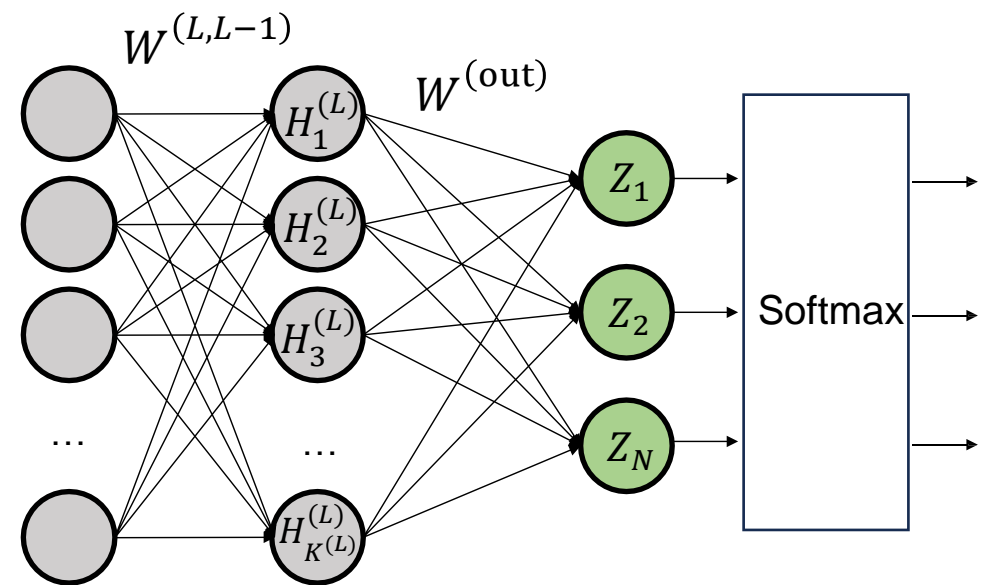 W^(L,L−1)
W^(out)
H_1^(L)
H_2^(L)
H_3^(L)
…
…
H_{K^(L)}^(L)
Z_1
Z_2
Z_N
Softmax